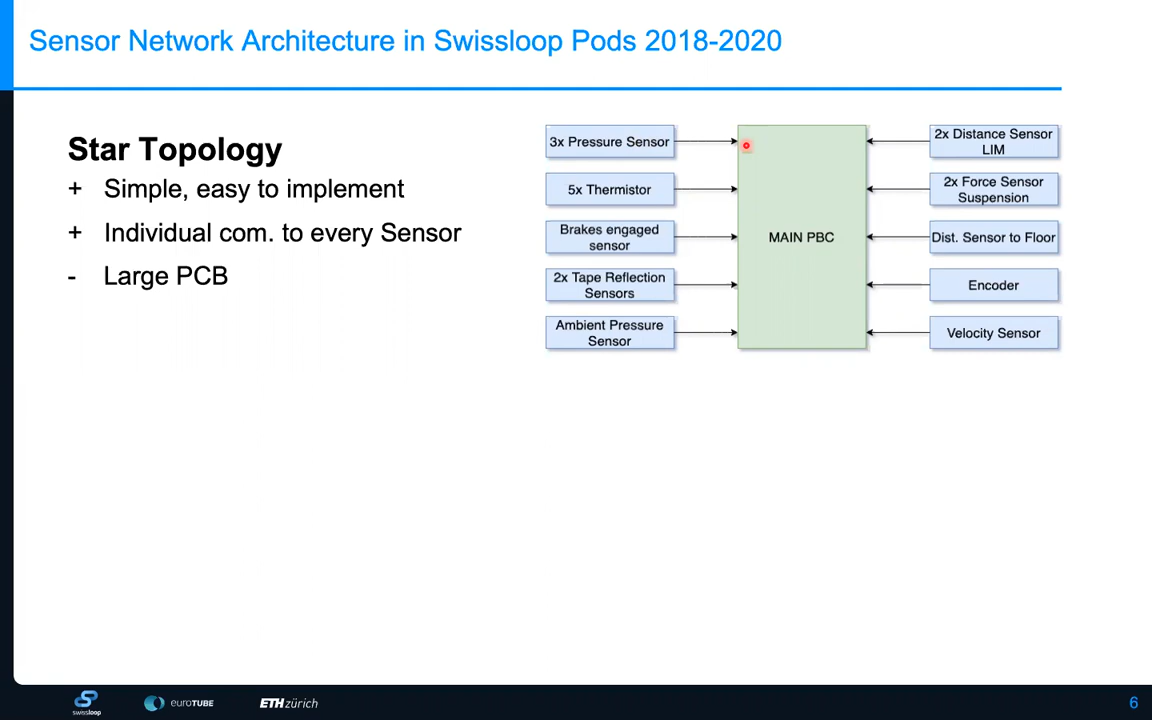 Sensor Network Architecture in Swissloop Pods 2018-2020
Star Topology
+ Simple, easy to implement
+ Individual com. to every Sensor
- Large PCB
3x Pressure Sensor
5x Thermistor
Brakes engaged
sensor
2x Tape Reflection
Sensors
Ambient Pressure
Sensor
MAIN PBC
2x Distance Sensor
LIM
2x Force Sensor
Suspension
Dist. Sensor to Floor
Encoder
Velocity Sensor
swissloop
euroTUBE
ETH zürich
6